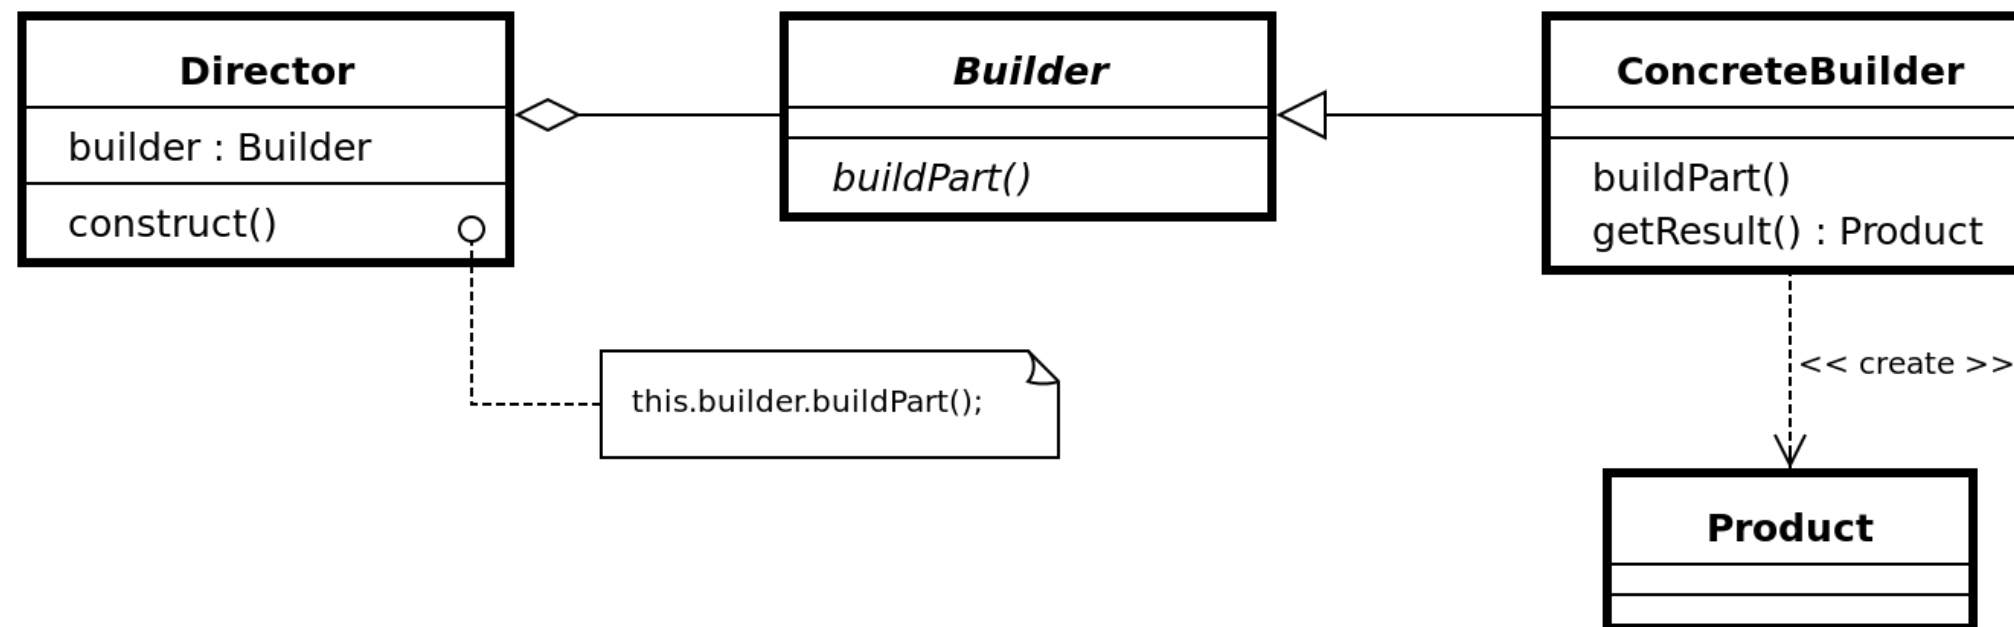 Director
builder : Builder
construct()
Builder
buildPart()
ConcreteBuilder
buildPart()
getResult() : Product
this.builder.buildPart();
<< create >>
Product